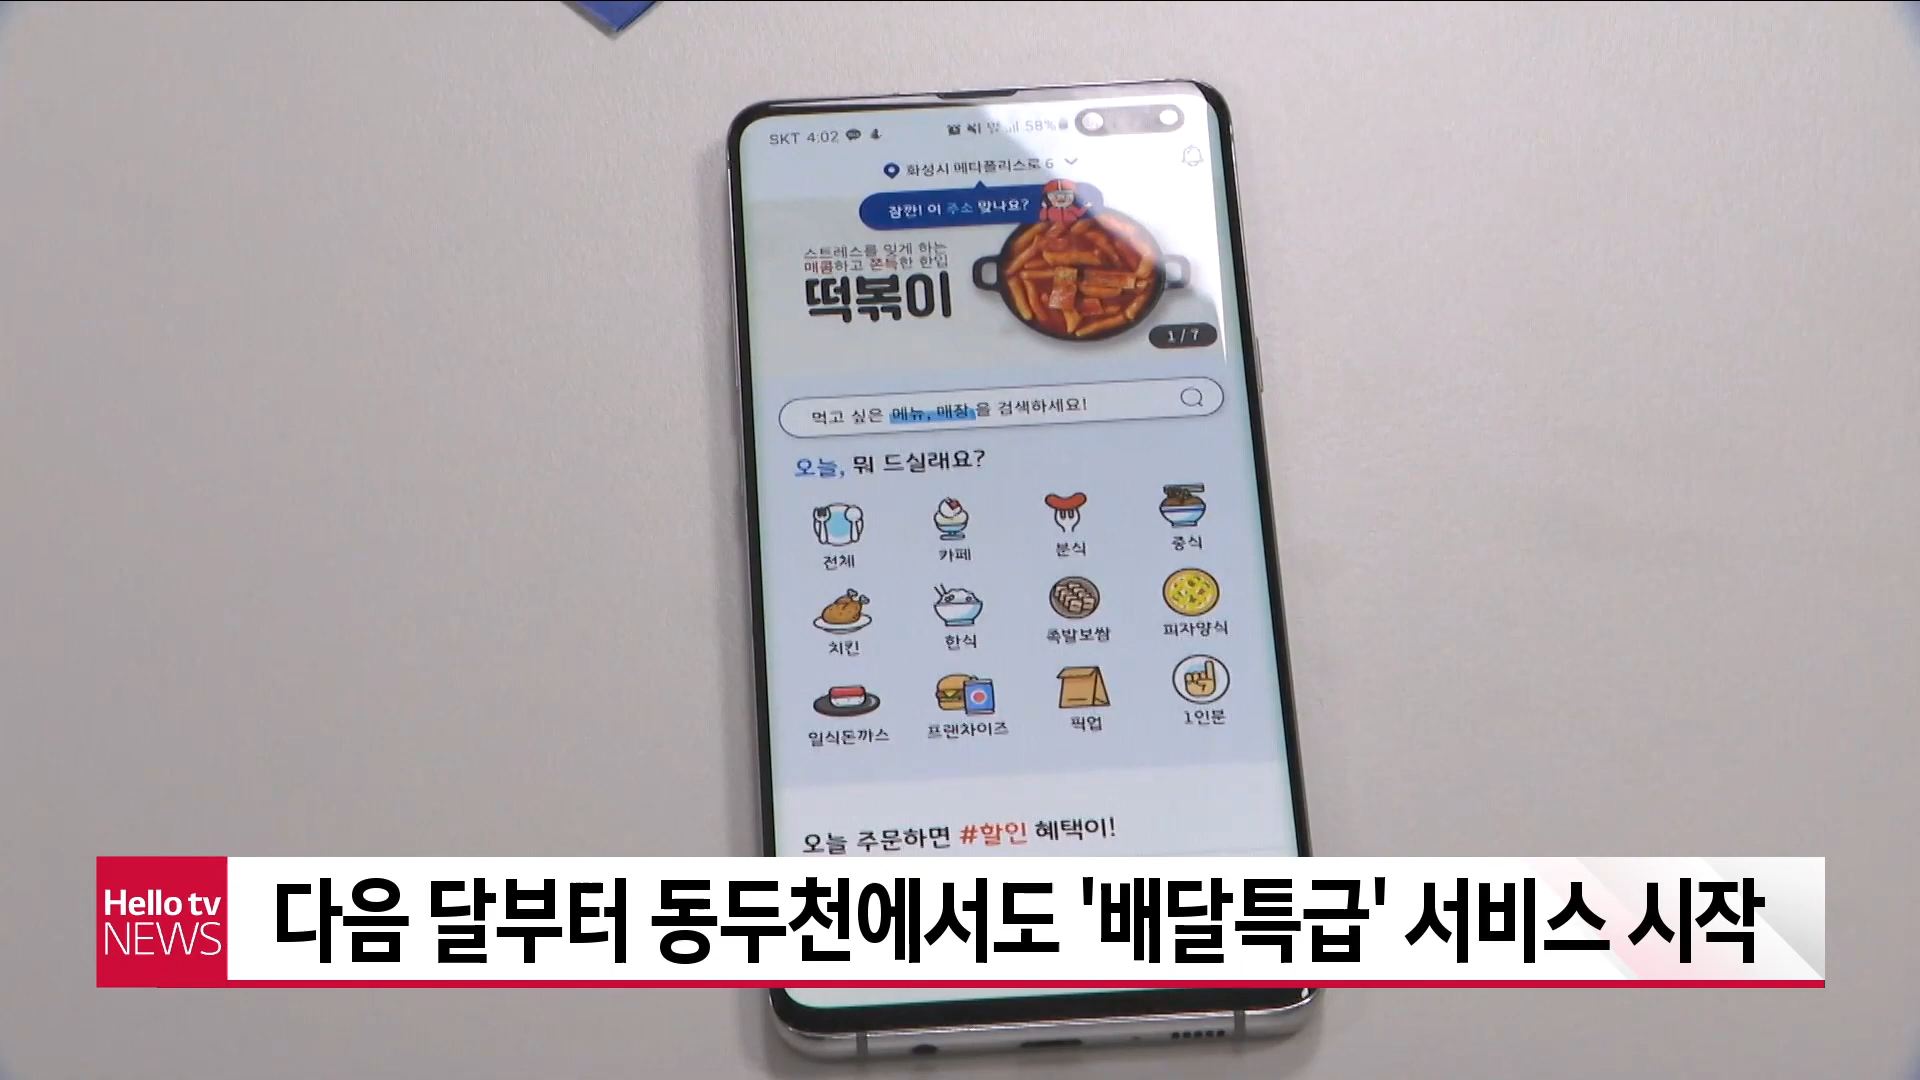 SKT 4:02
58%
화성시 메타폴리스로 6
잠깐! 이 주소 맞나요?
스트레스를 잊게 하는
매콤하고 쫀득한 한입
떡볶이
1 / 7
먹고 싶은 메뉴, 매장 을 검색하세요!
오늘, 뭐 드실래요?
전체 카페 분식 중식
치킨 한식 족발보쌈 피자양식
일식돈까스 프랜차이즈 픽업 1인분
오늘 주문하면 #할인 혜택이!
Hello tv
NEWS
다음 달부터 동두천에서도 '배달특급' 서비스 시작